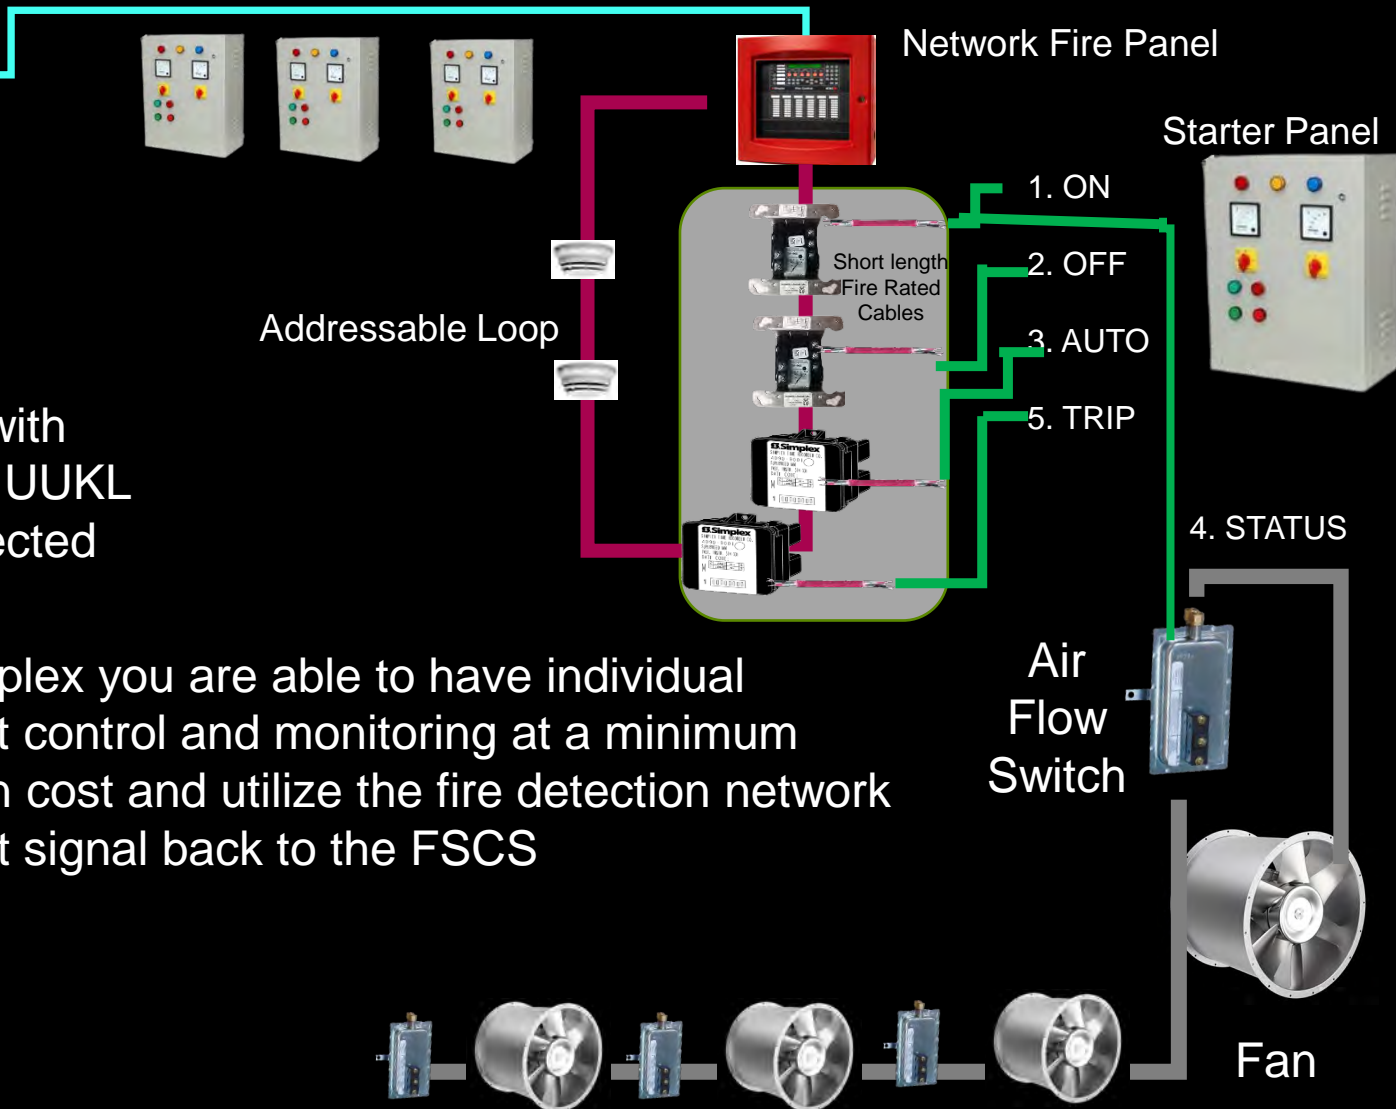 Network Fire Panel
Starter Panel
1. ON
2. OFF
3. AUTO
5. TRIP
4. STATUS
Short length
Fire Rated
Cables
Addressable Loop
Simplex
Simplex
with
UUKL
ected
Air
Flow
Switch
plex you are able to have individual
t control and monitoring at a minimum
n cost and utilize the fire detection network
t signal back to the FSCS
Fan